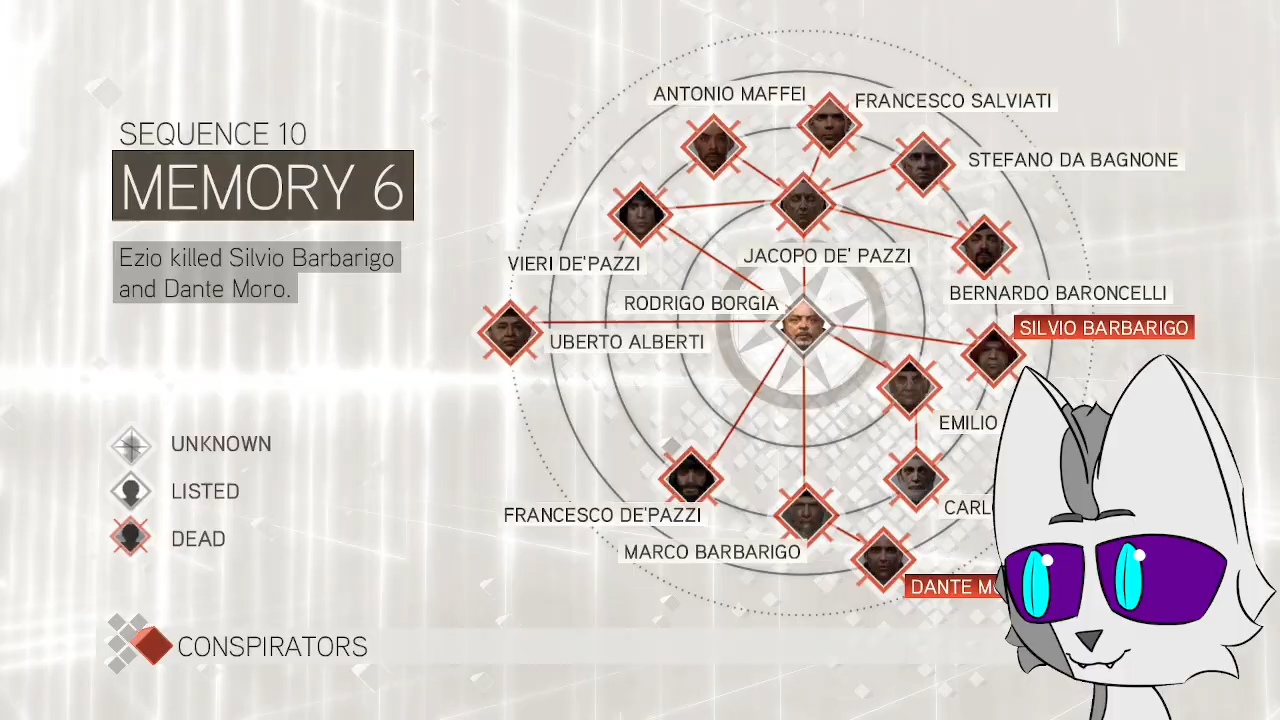 SEQUENCE 10
MEMORY 6
Ezio killed Silvio Barbarigo
and Dante Moro.
ANTONIO MAFFEI
FRANCESCO SALVIATI
STEFANO DA BAGNONE
VIERI DE'PAZZI
JACOPO DE' PAZZI
BERNARDO BARONCELLI
RODRIGO BORGIA
SILVIO BARBARIGO
UBERTO ALBERTI
EMILIO
FRANCESCO DE'PAZZI
MARCO BARBARIGO
DANTE
UNKNOWN
LISTED
DEAD
CONSPIRATORS